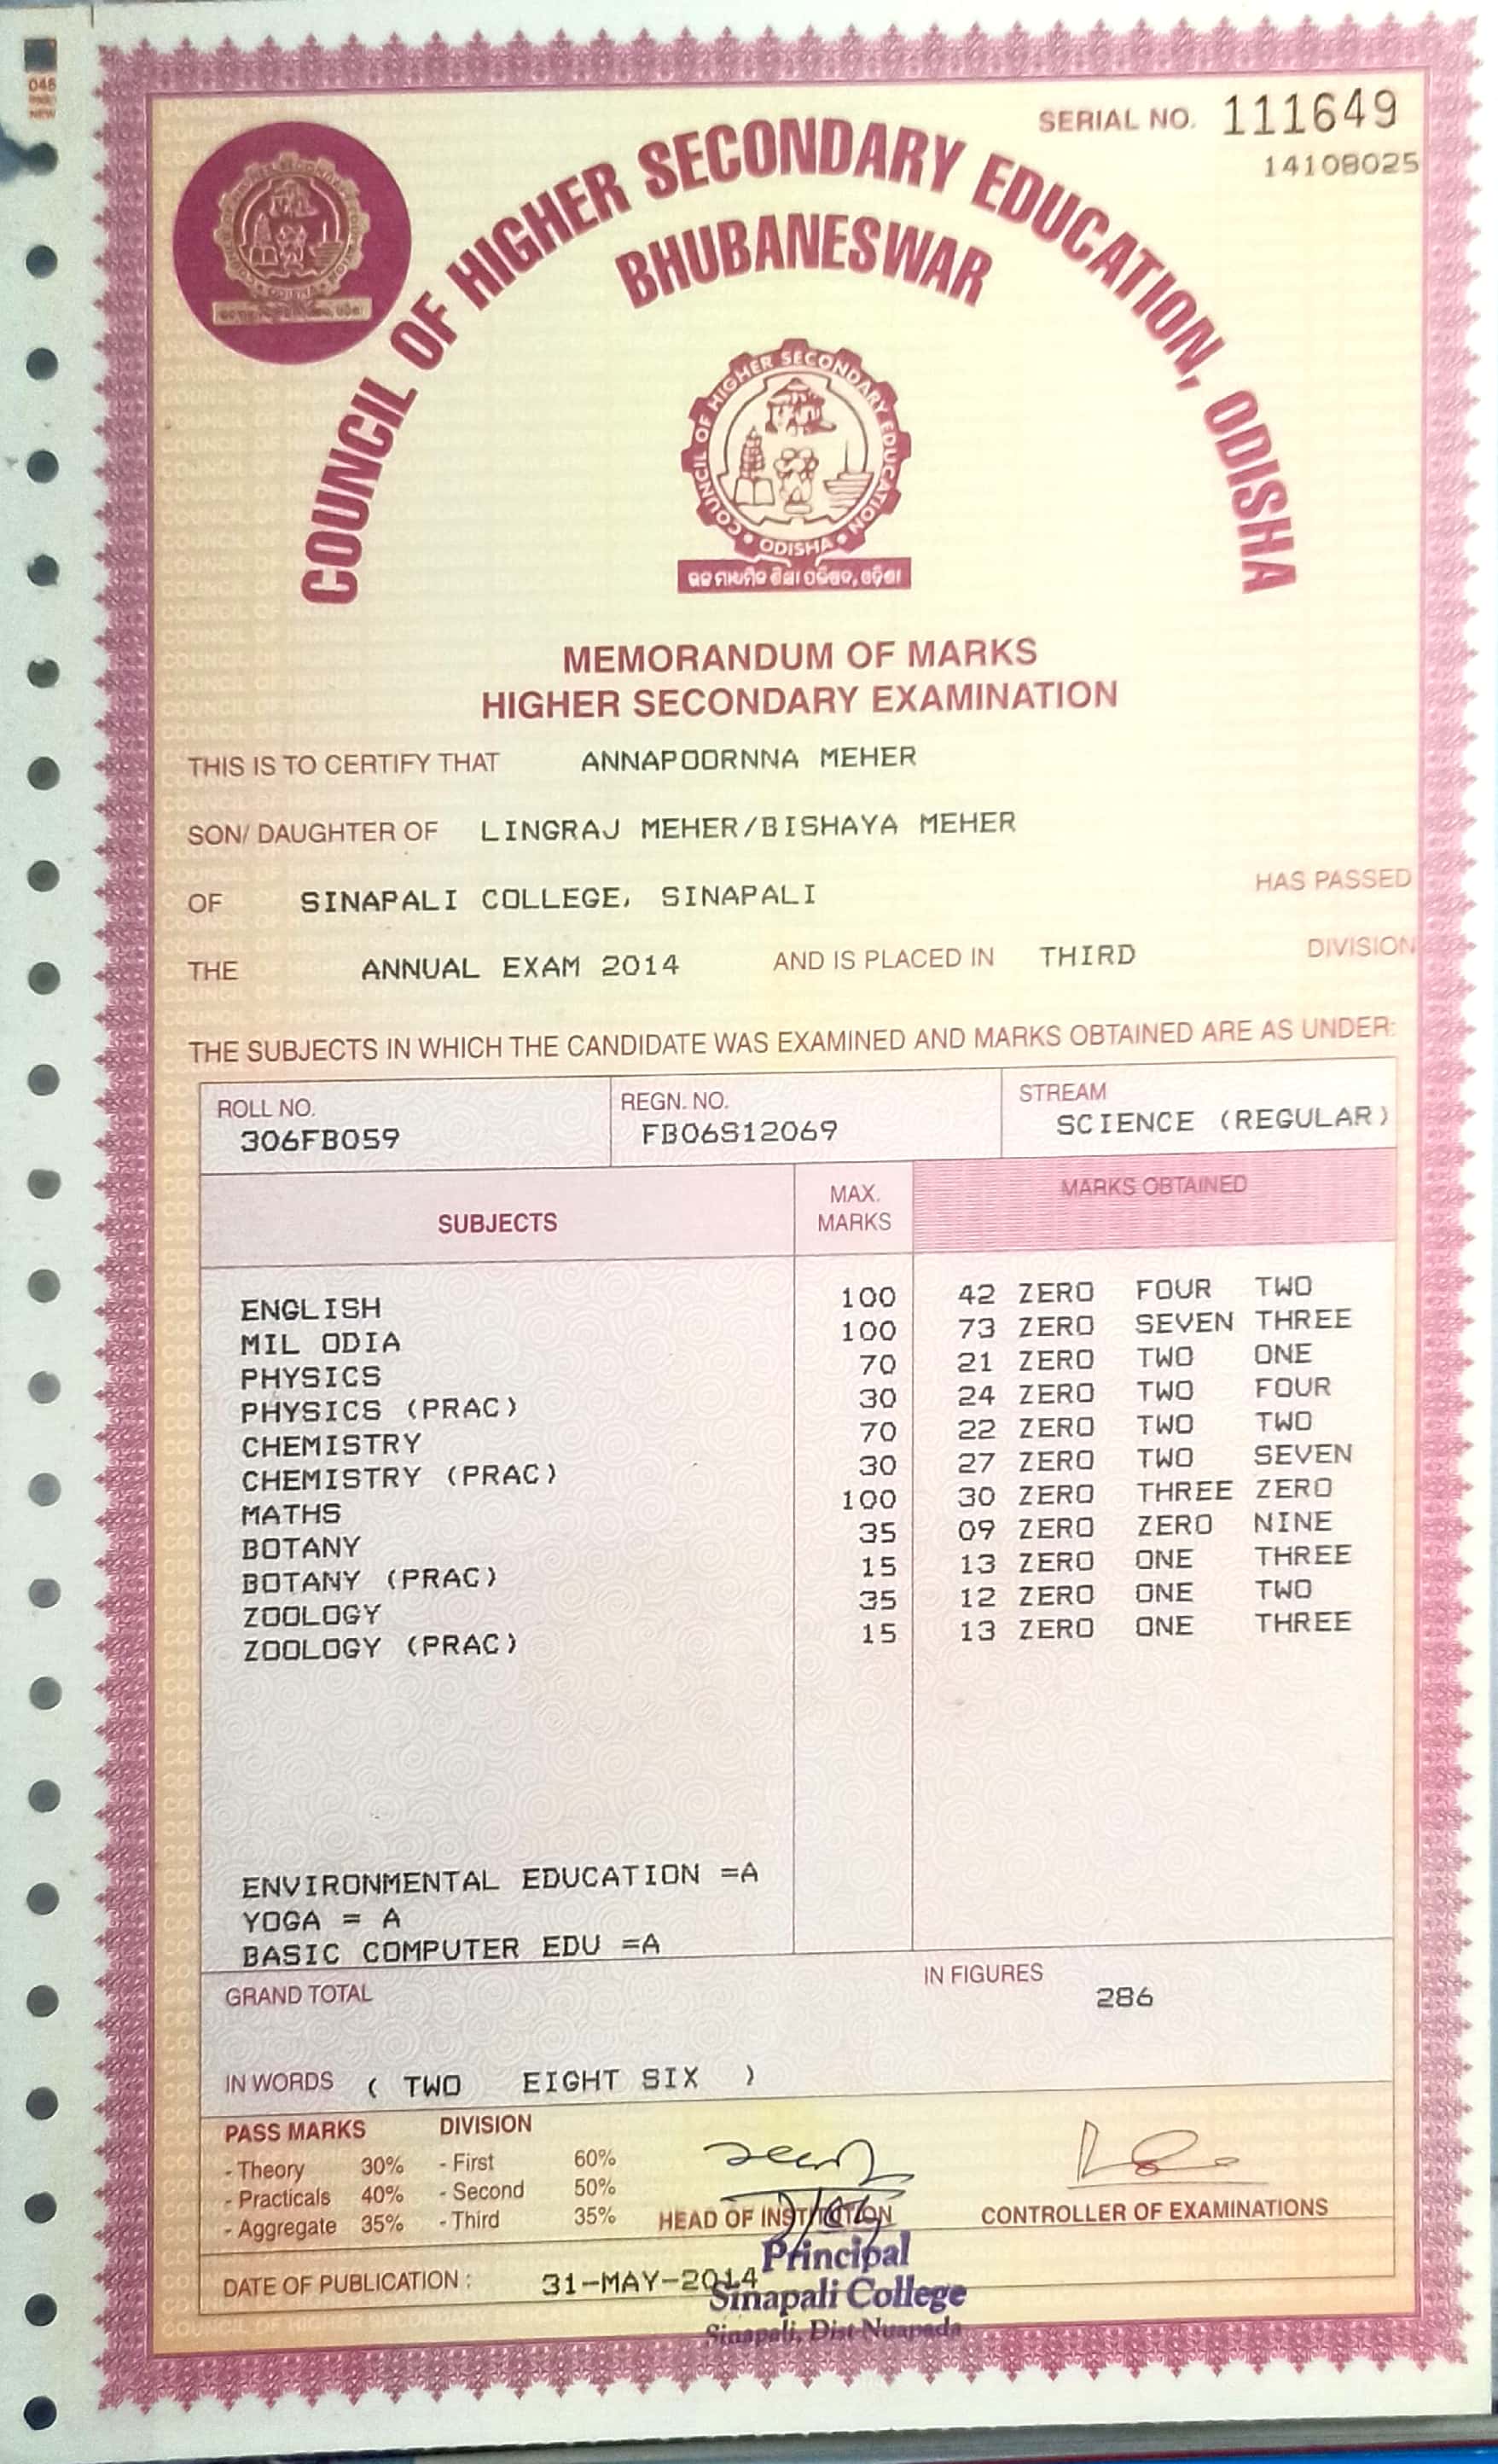 046
NEW
SERIAL NO. 111649
14108025
COUNCIL OF HIGHER SECONDARY EDUCATION, ODISHA
BHUBANESWAR
COUNCIL OF HIGHER SECONDARY EDUCATION
ODISHA
MEMORANDUM OF MARKS
HIGHER SECONDARY EXAMINATION
THIS IS TO CERTIFY THAT ANNAPOORNNA MEHER
SON/ DAUGHTER OF LINGRAJ MEHER/BISHAYA MEHER
OF SINAPALI COLLEGE, SINAPALI HAS PASSED
THE ANNUAL EXAM 2014 AND IS PLACED IN THIRD DIVISION
THE SUBJECTS IN WHICH THE CANDIDATE WAS EXAMINED AND MARKS OBTAINED ARE AS UNDER:
ROLL NO. REGN. NO. STREAM
306FB059 FB06S12069 SCIENCE (REGULAR)
SUBJECTS MAX. MARKS MARKS OBTAINED
ENGLISH 100 42 ZERO FOUR TWO
MIL ODIA 100 73 ZERO SEVEN THREE
PHYSICS 70 21 ZERO TWO ONE
PHYSICS (PRAC) 30 24 ZERO TWO FOUR
CHEMISTRY 70 22 ZERO TWO TWO
CHEMISTRY (PRAC) 30 27 ZERO TWO SEVEN
MATHS 100 30 ZERO THREE ZERO
BOTANY 35 09 ZERO ZERO NINE
BOTANY (PRAC) 15 13 ZERO ONE THREE
ZOOLOGY 35 12 ZERO ONE TWO
ZOOLOGY (PRAC) 15 13 ZERO ONE THREE
ENVIRONMENTAL EDUCATION =A
YOGA = A
BASIC COMPUTER EDU =A
GRAND TOTAL IN FIGURES 286
IN WORDS ( TWO EIGHT SIX )
PASS MARKS DIVISION
- Theory 30% - First 60%
- Practicals 40% - Second 50%
- Aggregate 35% - Third 35%
HEAD OF INSTITUTION CONTROLLER OF EXAMINATIONS
Principal
DATE OF PUBLICATION : 31-MAY-2014
Sinapali College
Sinapali, Dist-Nuapada